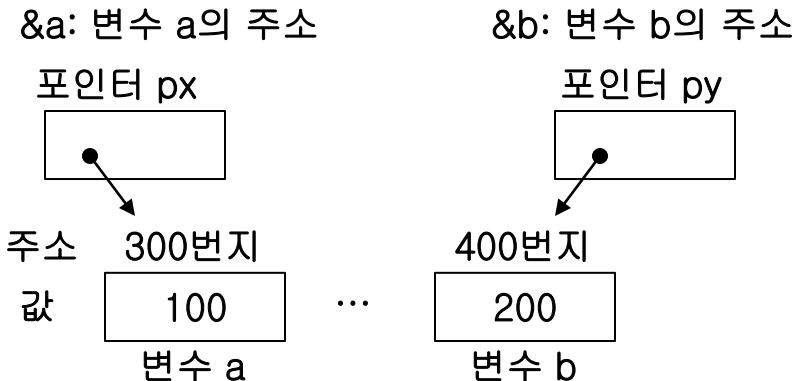 &a: 변수 a의 주소 &b: 변수 b의 주소
포인터 px 포인터 py
주소 300번지 400번지
값 100 ... 200
변수 a 변수 b